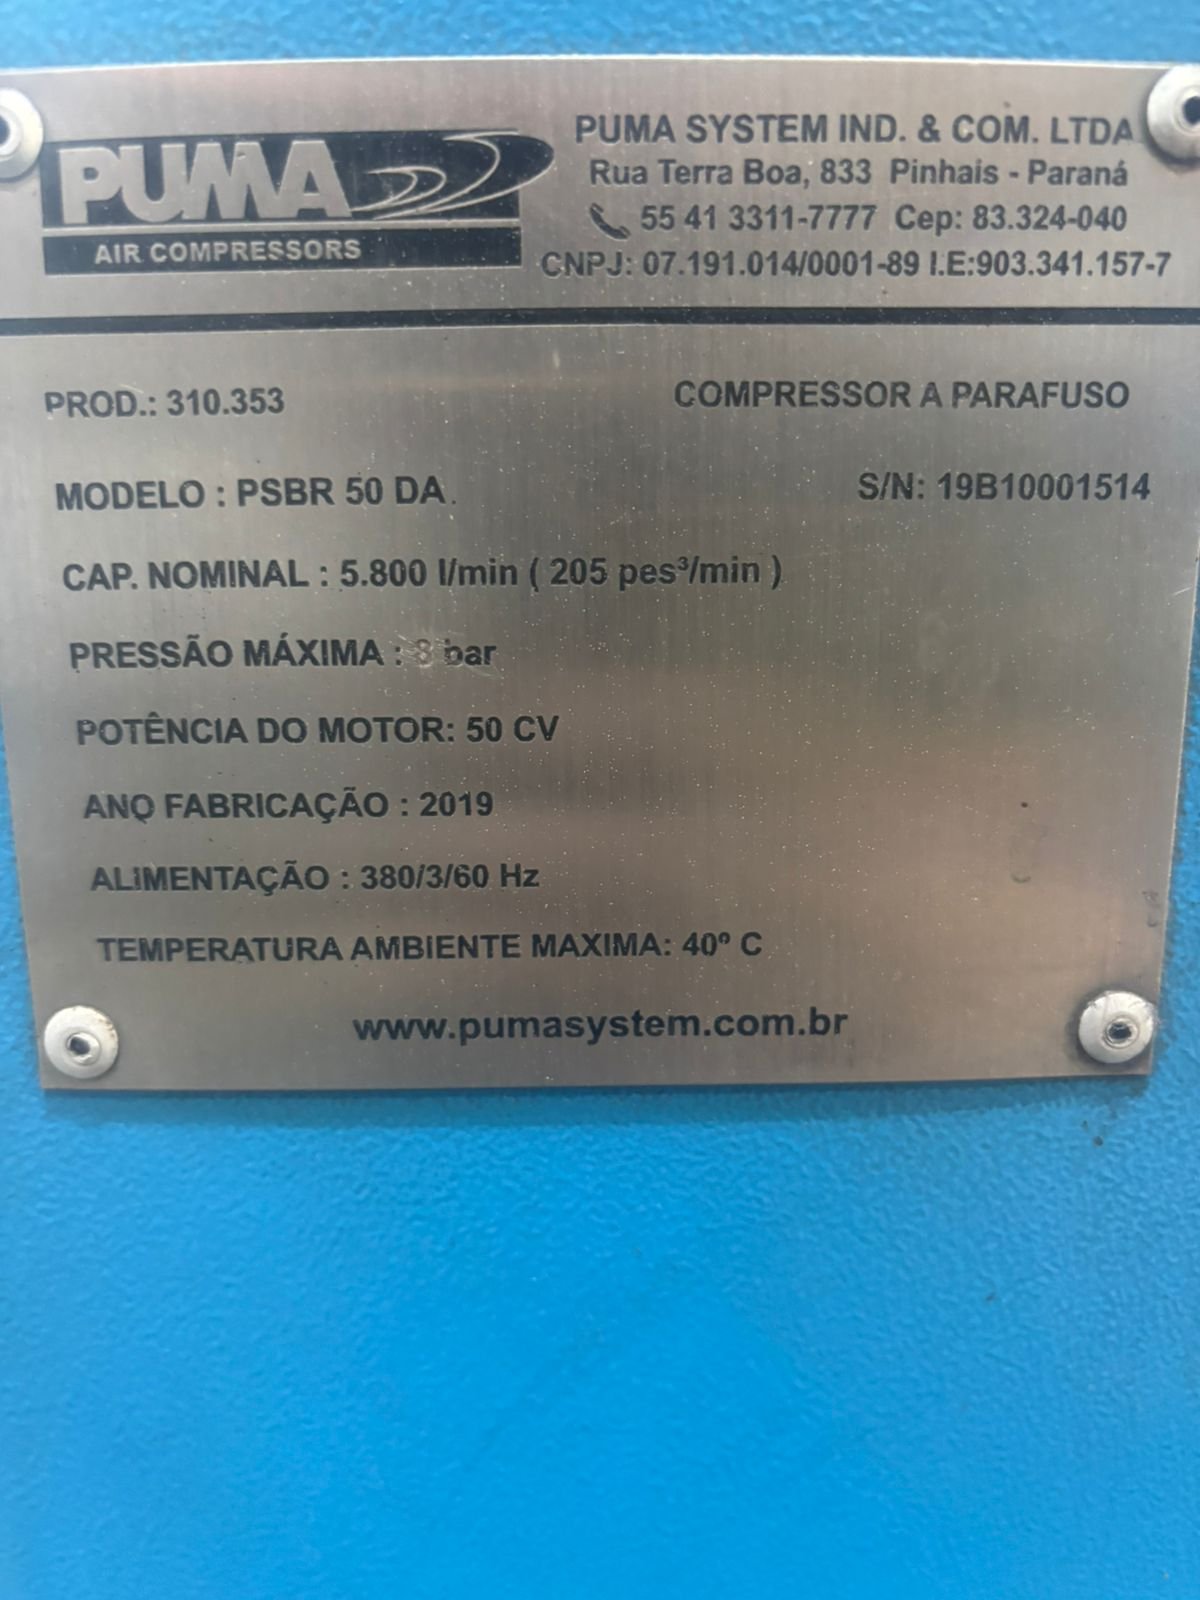 PUMA
AIR COMPRESSORS
PUMA SYSTEM IND. & COM. LTDA
Rua Terra Boa, 833 Pinhais - Paraná
55 41 3311-7777 Cep: 83.324-040
CNPJ: 07.191.014/0001-89 I.E:903.341.157-7
PROD.: 310.353 COMPRESSOR A PARAFUSO
MODELO : PSBR 50 DA. S/N: 19B10001514
CAP. NOMINAL : 5.800 l/min ( 205 pes³/min )
PRESSÃO MÁXIMA : bar
POTÊNCIA DO MOTOR: 50 CV
ANO FABRICAÇÃO : 2019
ALIMENTAÇÃO : 380/3/60 Hz
TEMPERATURA AMBIENTE MAXIMA: 40º C
www.pumasystem.com.br